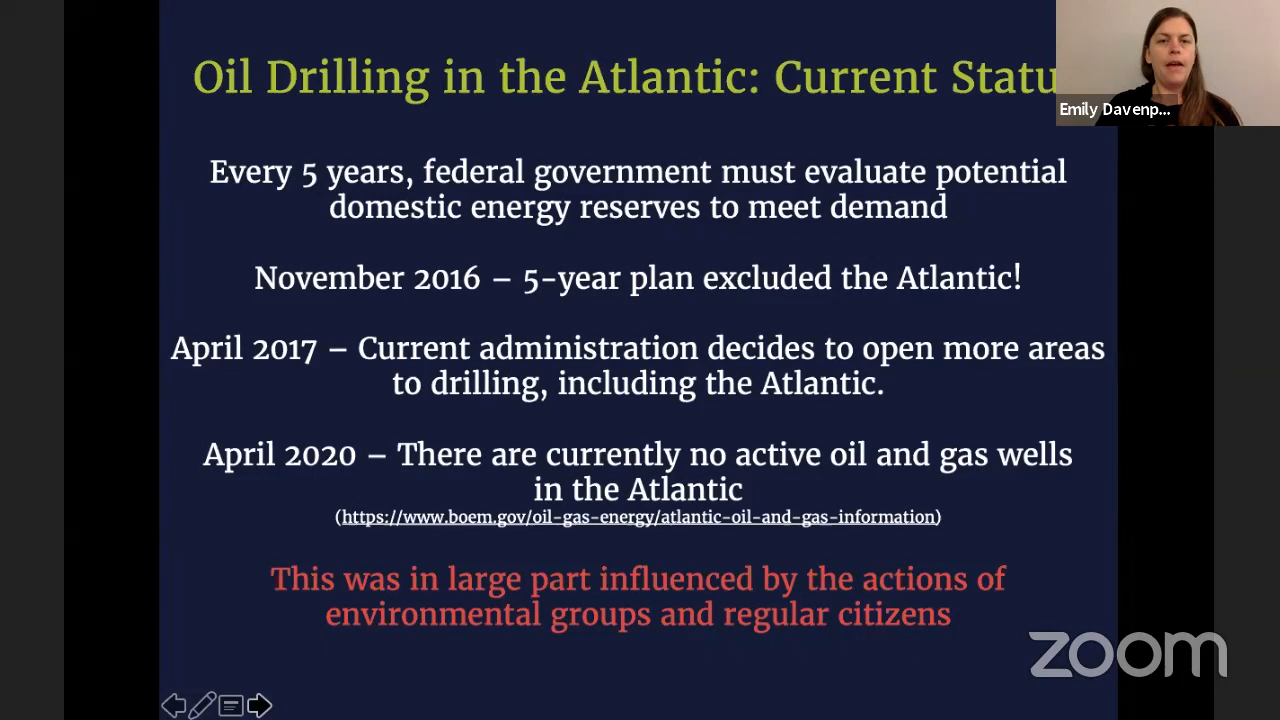 Oil Drilling in the Atlantic: Current Statu
Emily Davenp...
Every 5 years, federal government must evaluate potential
domestic energy reserves to meet demand
November 2016 – 5-year plan excluded the Atlantic!
April 2017 – Current administration decides to open more areas
to drilling, including the Atlantic.
April 2020 – There are currently no active oil and gas wells
in the Atlantic
(https://www.boem.gov/oil-gas-energy/atlantic-oil-and-gas-information)
This was in large part influenced by the actions of
environmental groups and regular citizens
zoom